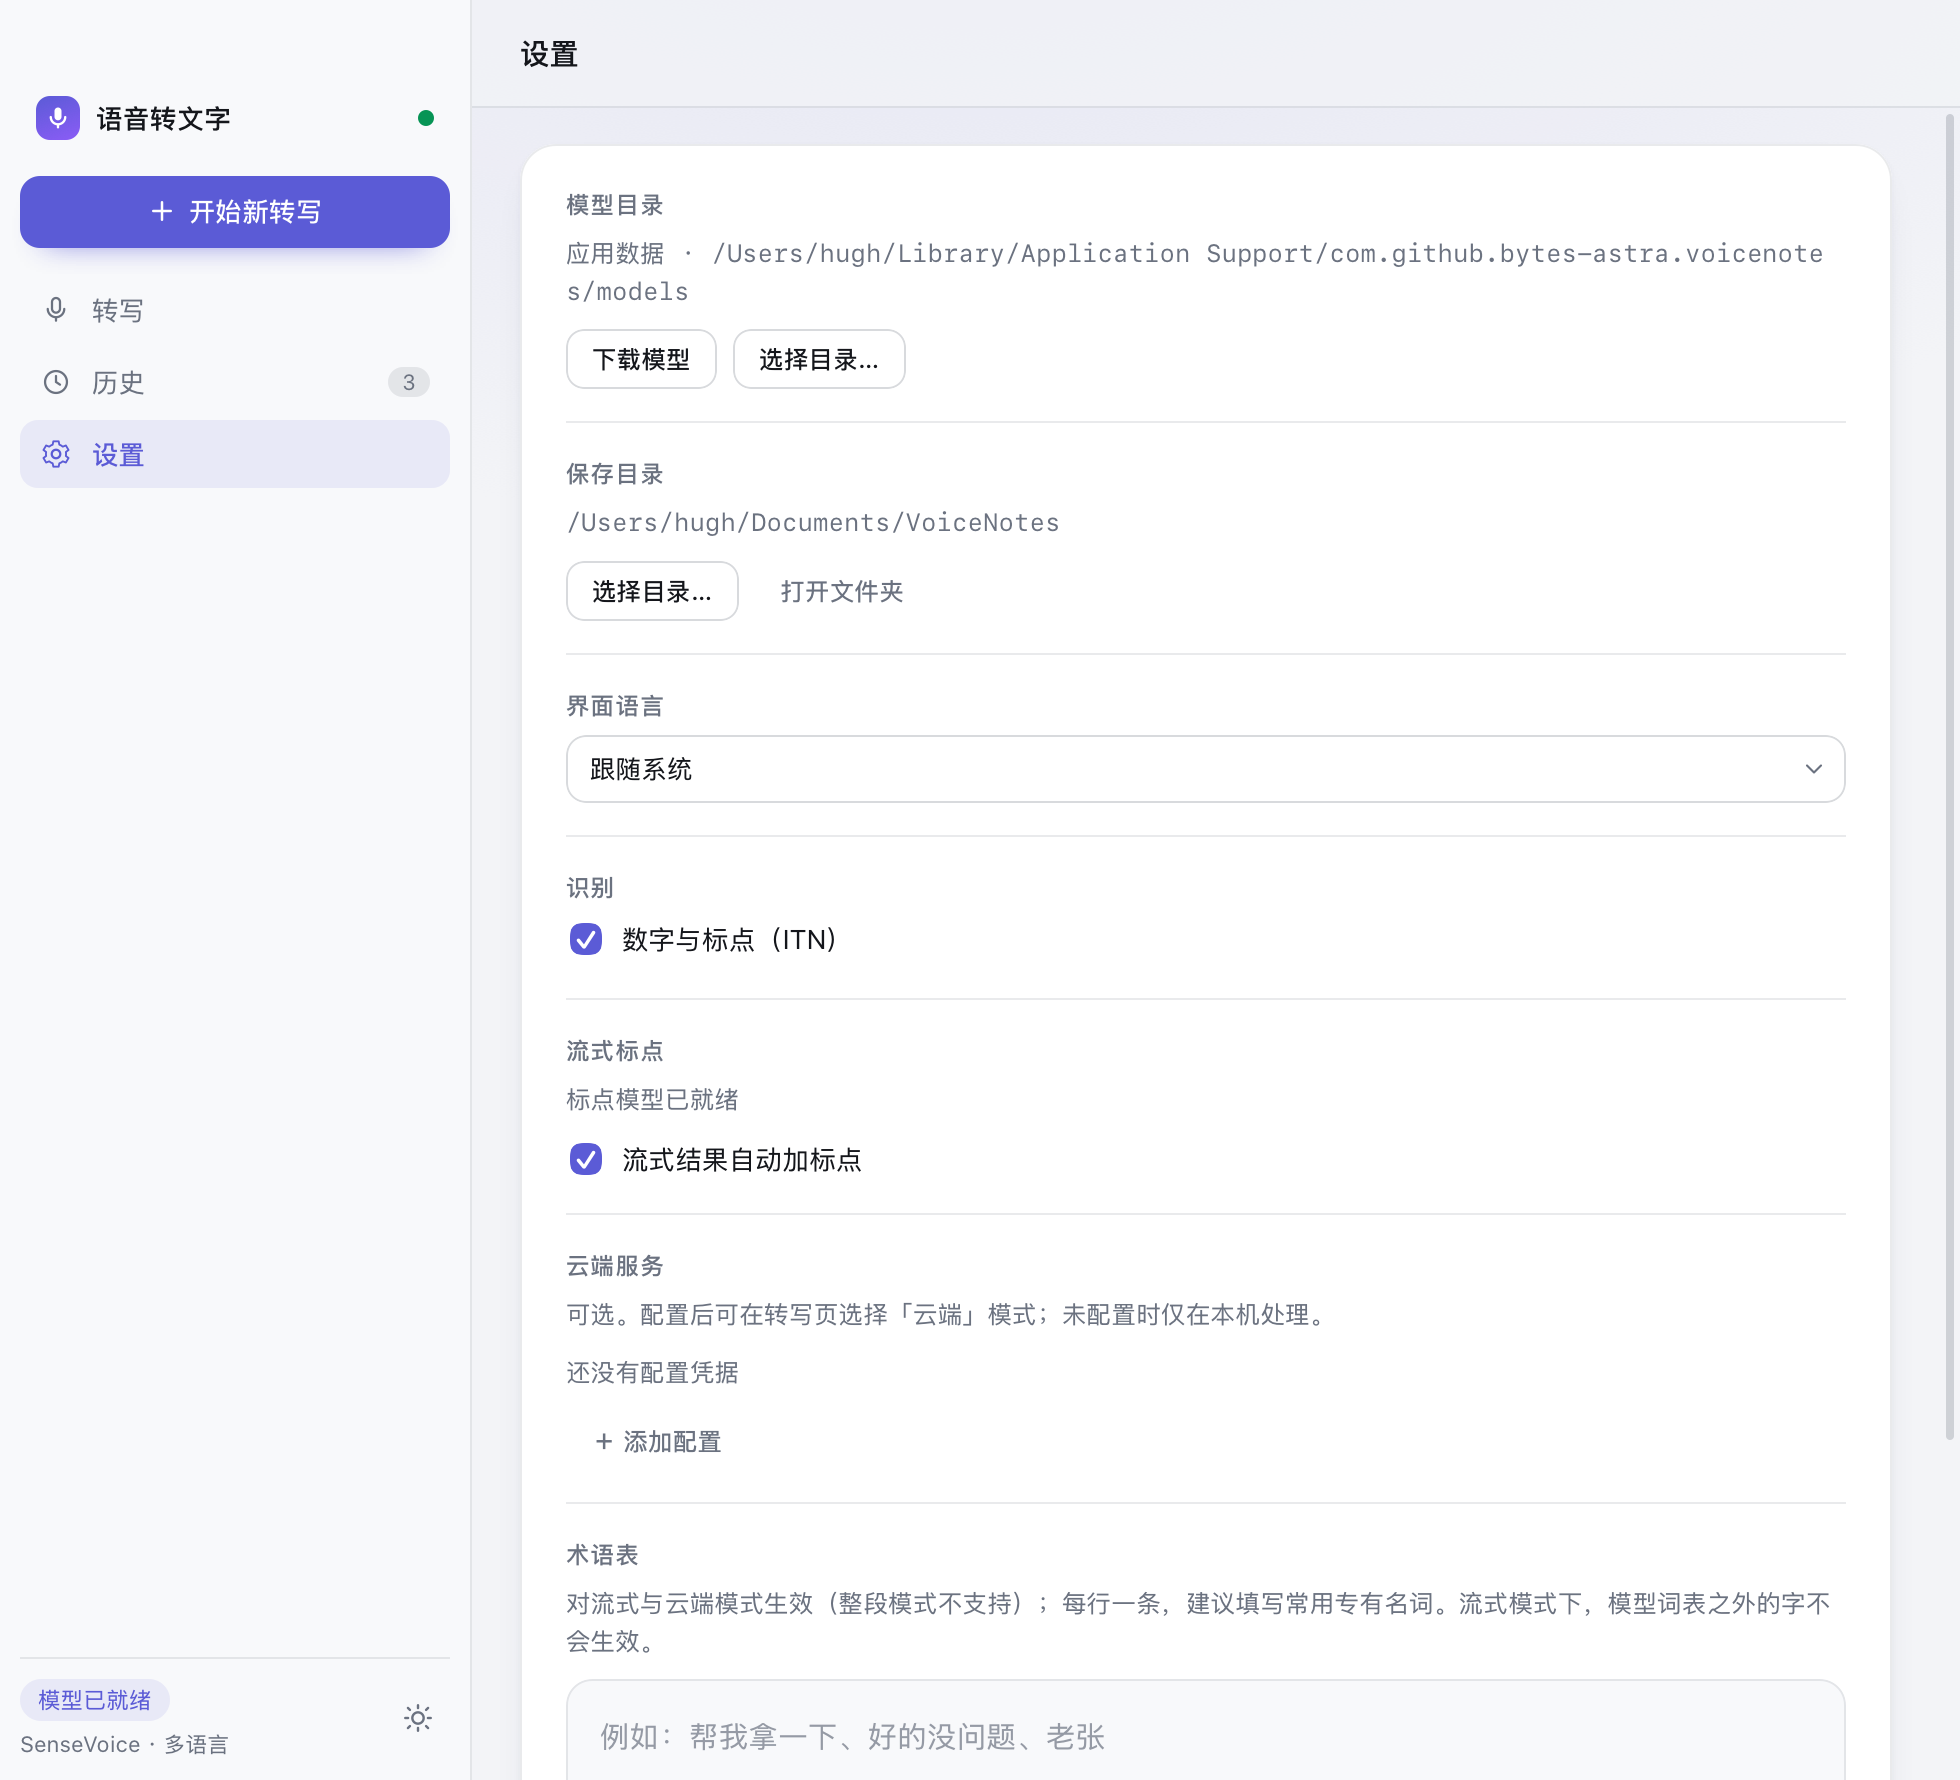 语音转文字
+ 开始新转写
转写
历史
3
设置
模型已就绪
SenseVoice · 多语言
设置
模型目录
应用数据 · /Users/hugh/Library/Application Support/com.github.bytes-astra.voicenote
s/models
下载模型
选择目录...
保存目录
/Users/hugh/Documents/VoiceNotes
选择目录...
打开文件夹
界面语言
跟随系统
识别
数字与标点（ITN）
流式标点
标点模型已就绪
流式结果自动加标点
云端服务
可选。配置后可在转写页选择「云端」模式；未配置时仅在本机处理。
还没有配置凭据
+ 添加配置
术语表
对流式与云端模式生效（整段模式不支持）；每行一条，建议填写常用专有名词。流式模式下，模型词表之外的字不
会生效。
例如：帮我拿一下、好的没问题、老张